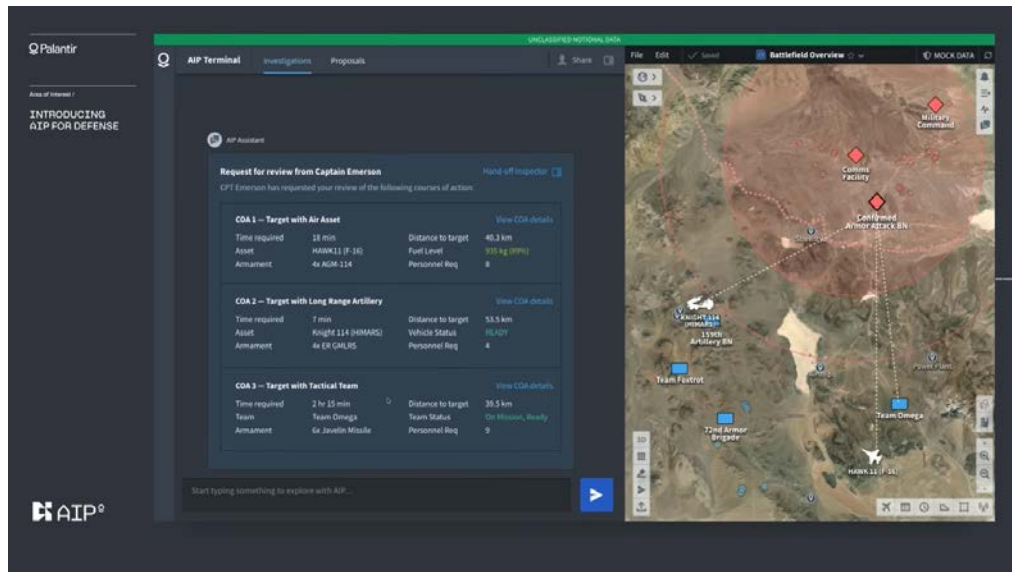 Palantir
Area of Interest /
INTRODUCING
AIP FOR DEFENSE
AIP
UNCLASSIFIED NOTIONAL DATA
AIP Terminal
Investigations
Proposals
Share
AIP Assistant
Request for review from Captain Emerson
Hand-off Inspector
CPT Emerson has requested your review of the following courses of action:
COA 1 — Target with Air Asset
View COA details
Time required 18 min Distance to target 40.3 km
Asset HAWK11 (F-16) Fuel Level 935 kg (89%)
Armament 4x AGM-114 Personnel Req 8
COA 2 — Target with Long Range Artillery
View COA details
Time required 7 min Distance to target 53.5 km
Asset Knight 114 (HIMARS) Vehicle Status READY
Armament 4x ER GMLRS Personnel Req 4
COA 3 — Target with Tactical Team
View COA details
Time required 2 hr 15 min Distance to target 39.5 km
Team Team Omega Team Status On Mission, Ready
Armament 6x Javelin Missile Personnel Req 9
Start typing something to explore with AIP...
File Edit Saved Battlefield Overview MOCK DATA
Military
Command
Comms
Facility
Confirmed
Armor Attack BN
KNIGHT 114
(HIMARS)
Artillery BN
Team Foxtrot
Power Plant
Team Omega
72nd Armor
Brigade
HAWK 11 (F-16)
3D